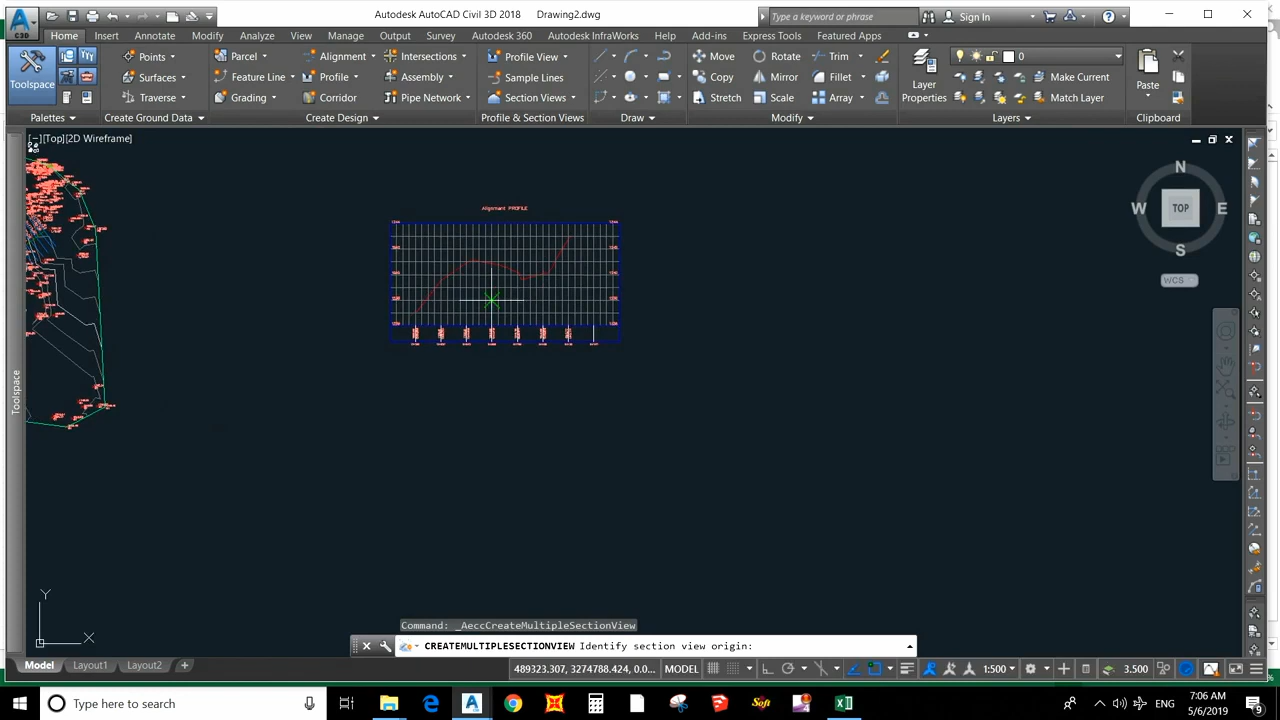 Autodesk AutoCAD Civil 3D 2018 Drawing2.dwg
Type a keyword or phrase
Sign In
C3D
Home Insert Annotate Modify Analyze View Manage Output Survey Autodesk 360 Autodesk InfraWorks Help Add-ins Express Tools Featured Apps
Toolspace
Points Parcel Alignment Intersections Profile View Move Rotate Trim 0
Surfaces Feature Line Profile Assembly Sample Lines Copy Mirror Fillet Make Current
Traverse Grading Corridor Pipe Network Section Views Stretch Scale Array Match Layer
Layer Properties
Paste
Palettes Create Ground Data Create Design Profile & Section Views Draw Modify Layers Clipboard
[−][Top][2D Wireframe]
N
W TOP E
S
WCS
Alignment PROFILE
Toolspace
Y
X
Command: _AeccCreateMultipleSectionView
CREATEMULTIPLESECTIONVIEW Identify section view origin:
Model Layout1 Layout2 +
489323.307, 3274788.424, 0.0... MODEL 1:500 3.500
Type here to search
Soft
ENG
7:06 AM
5/6/2019